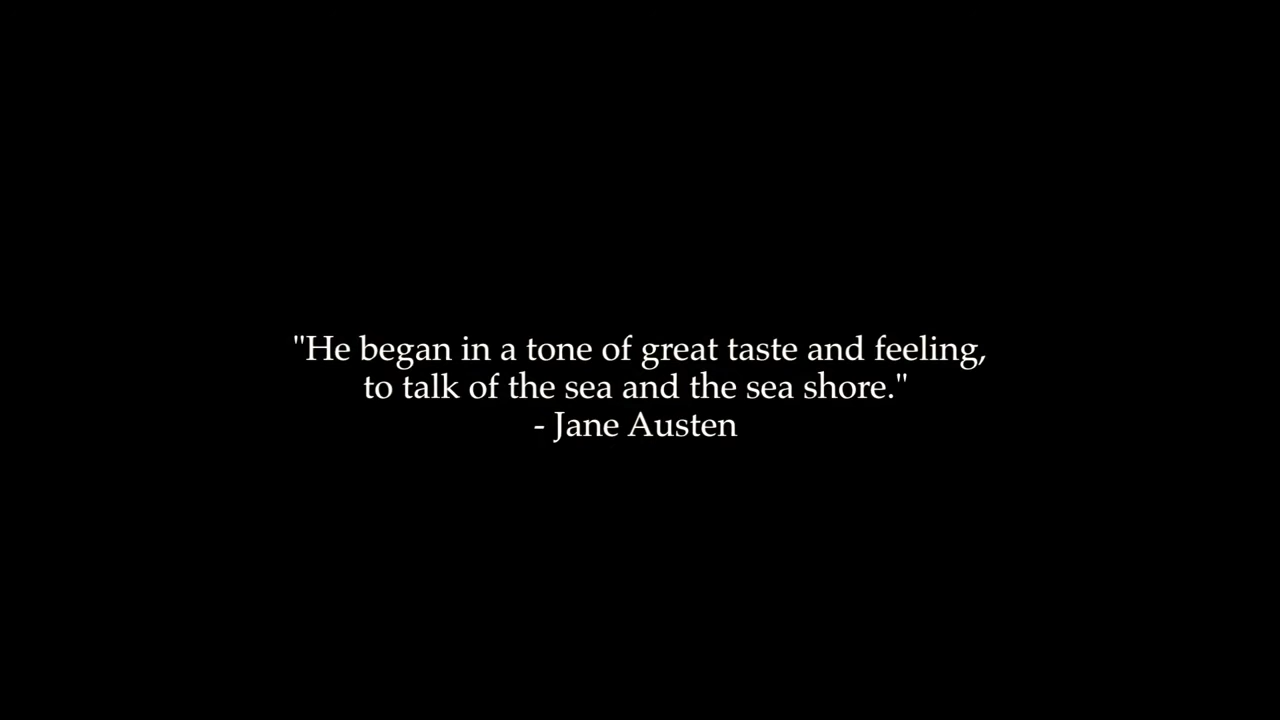 "He began in a tone of great taste and feeling,
to talk of the sea and the sea shore."
- Jane Austen